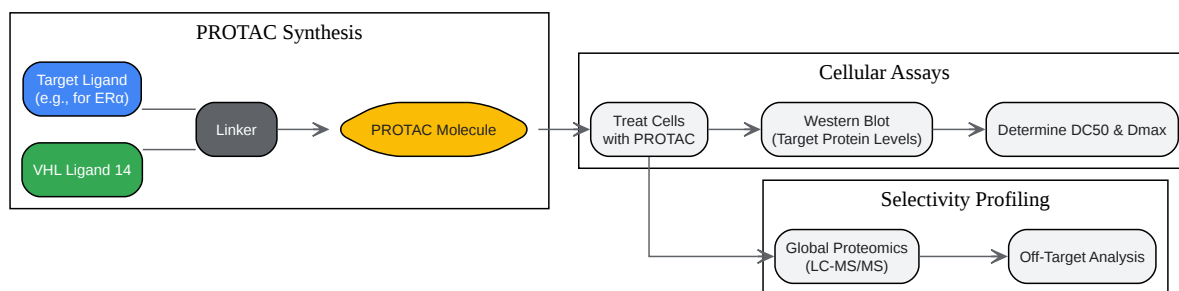 PROTAC Synthesis
Target Ligand
(e.g., for ERα)
VHL Ligand 14
Linker
PROTAC Molecule
Cellular Assays
Treat Cells
with PROTAC
Western Blot
(Target Protein Levels)
Determine DC50 & Dmax
Selectivity Profiling
Global Proteomics
(LC-MS/MS)
Off-Target Analysis